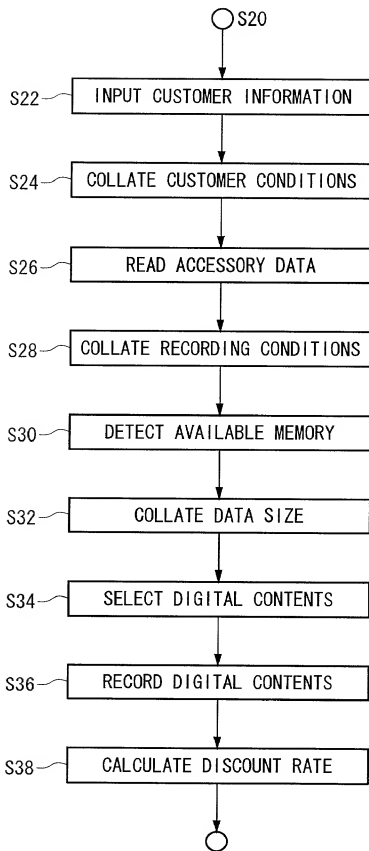 S20
S22 INPUT CUSTOMER INFORMATION
S24 COLLATE CUSTOMER CONDITIONS
S26 READ ACCESSORY DATA
S28 COLLATE RECORDING CONDITIONS
S30 DETECT AVAILABLE MEMORY
S32 COLLATE DATA SIZE
S34 SELECT DIGITAL CONTENTS
S36 RECORD DIGITAL CONTENTS
S38 CALCULATE DISCOUNT RATE